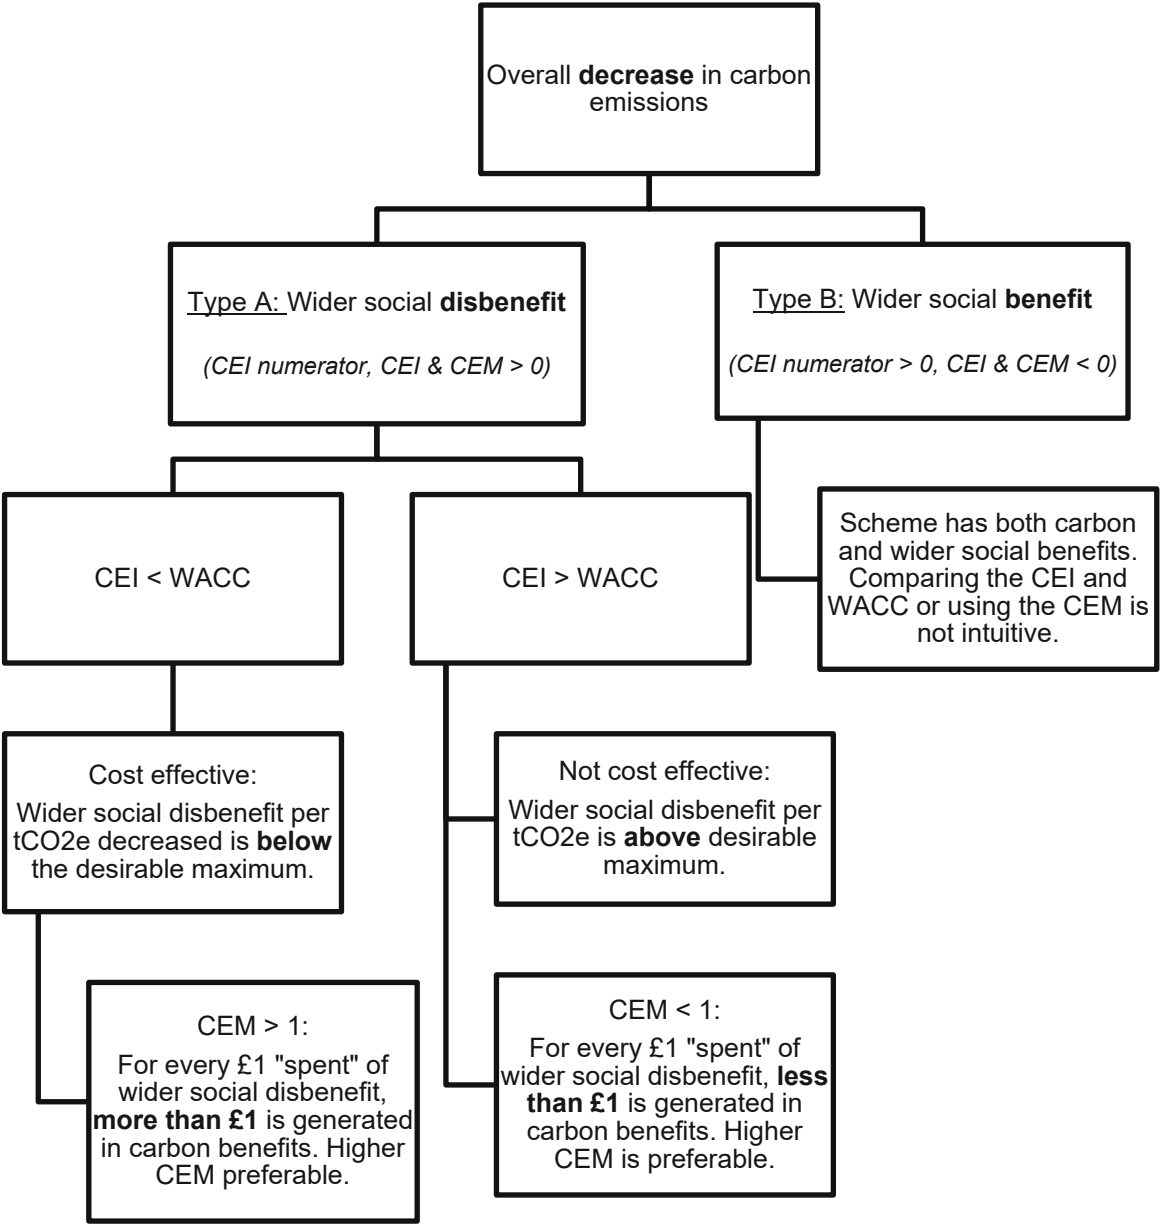 Overall decrease in carbon
emissions
Type A: Wider social disbenefit
(CEI numerator, CEI & CEM > 0)
Type B: Wider social benefit
(CEI numerator > 0, CEI & CEM < 0)
CEI < WACC
CEI > WACC
Scheme has both carbon
and wider social benefits.
Comparing the CEI and
WACC or using the CEM is
not intuitive.
Cost effective:
Wider social disbenefit per
tCO2e decreased is below
the desirable maximum.
Not cost effective:
Wider social disbenefit per
tCO2e is above desirable
maximum.
CEM > 1:
For every £1 "spent" of
wider social disbenefit,
more than £1 is generated
in carbon benefits. Higher
CEM preferable.
CEM < 1:
For every £1 "spent" of
wider social disbenefit, less
than £1 is generated in
carbon benefits. Higher
CEM is preferable.